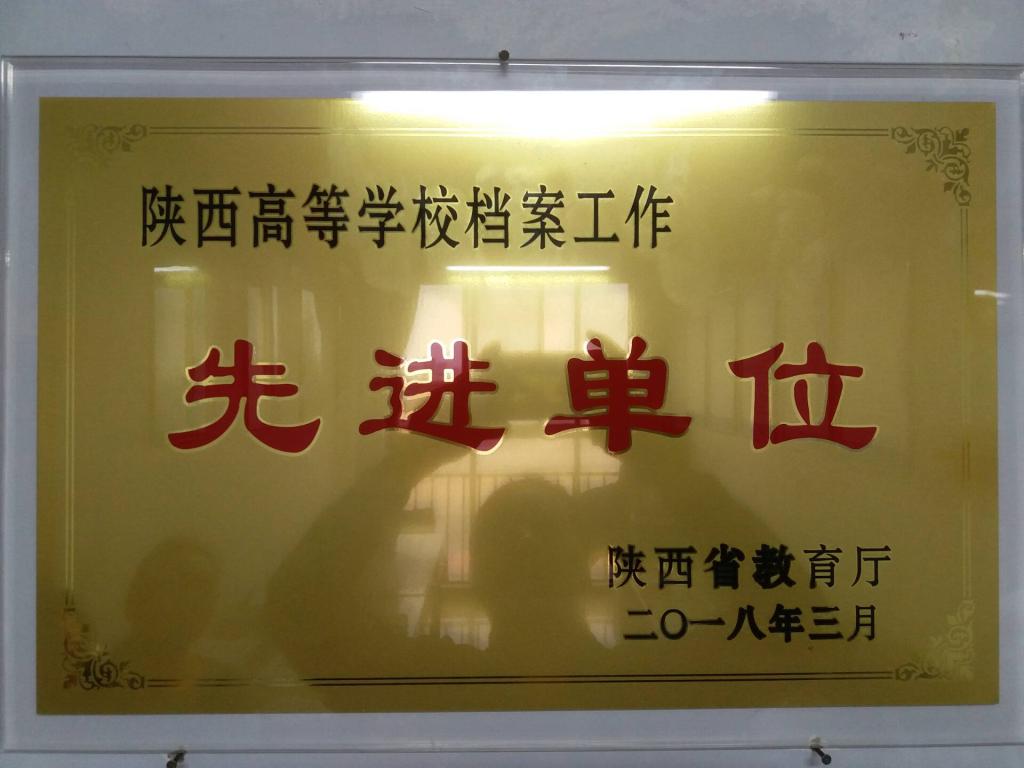 陕西高等学校档案工作
先进单位
陕西省教育厅
二〇一八年三月